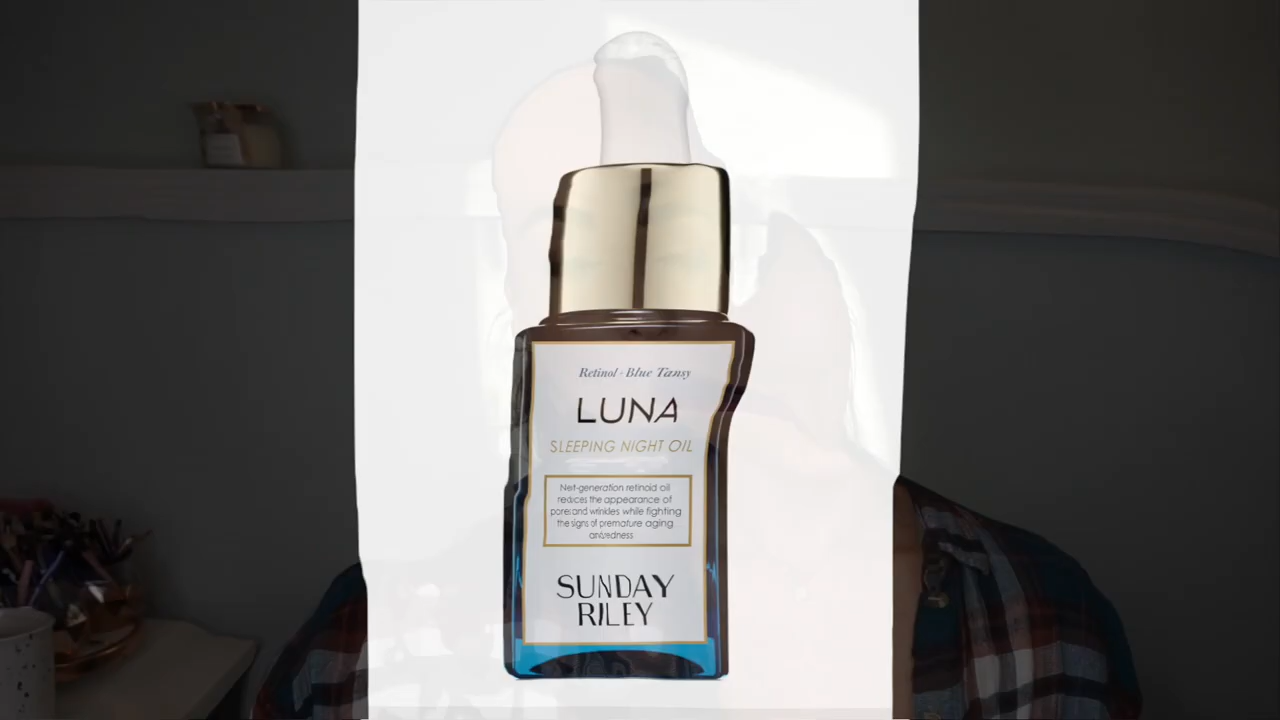 Retinol · Blue Tansy
LUNA
SLEEPING NIGHT OIL
Next-generation retinoid oil
reduces the appearance of
pores and wrinkles while fighting
the signs of premature aging
and redness
SUNDAY
RILEY